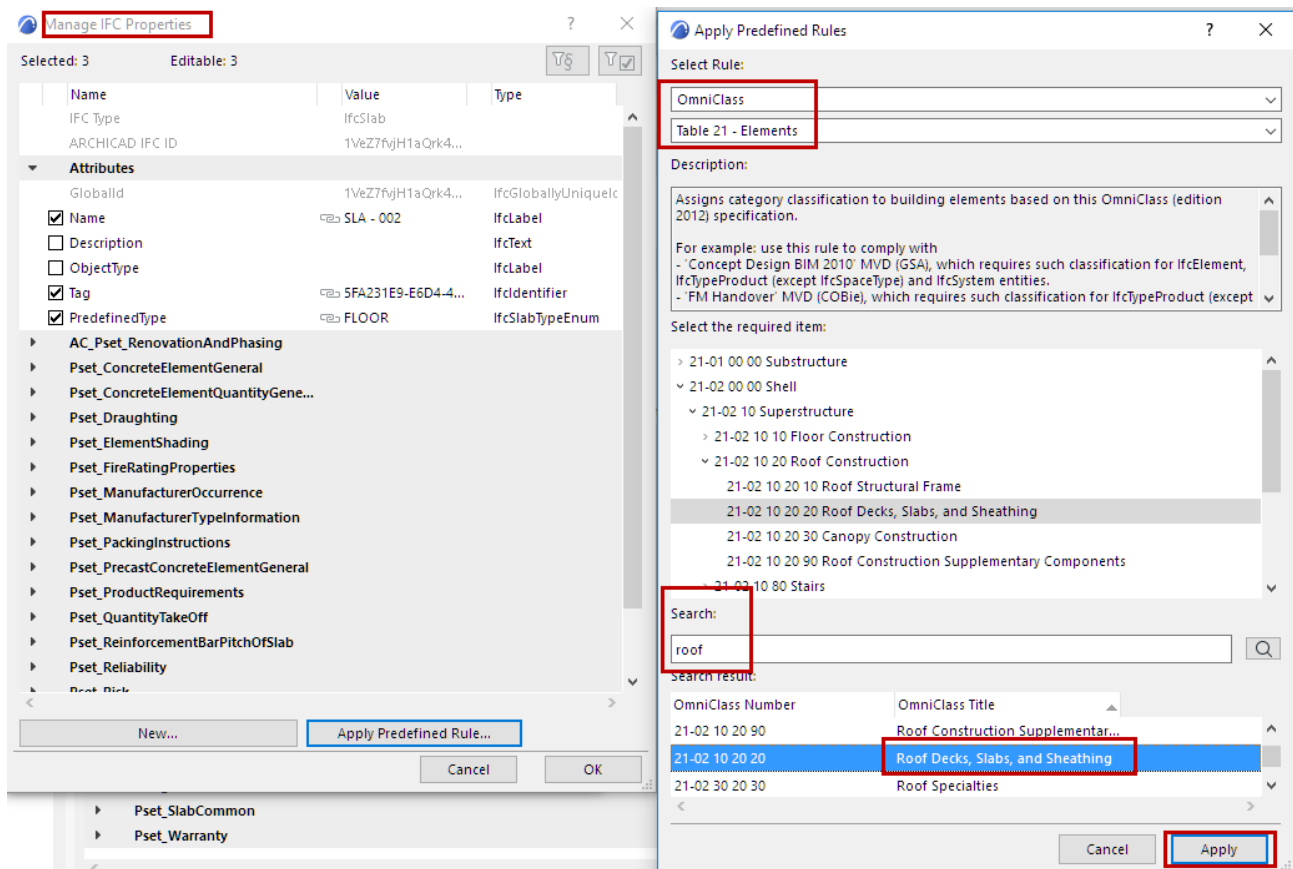 Manage IFC Properties
Selected: 3 Editable: 3
Name Value Type
IFC Type IfcSlab
ARCHICAD IFC ID 1VeZ7fvjH1aQrk4...
Attributes
GlobalId 1VeZ7fvjH1aQrk4... IfcGloballyUniqueIc
Name SLA - 002 IfcLabel
Description IfcText
ObjectType IfcLabel
Tag 5FA231E9-E6D4-4... IfcIdentifier
PredefinedType FLOOR IfcSlabTypeEnum
AC_Pset_RenovationAndPhasing
Pset_ConcreteElementGeneral
Pset_ConcreteElementQuantityGene...
Pset_Draughting
Pset_ElementShading
Pset_FireRatingProperties
Pset_ManufacturerOccurrence
Pset_ManufacturerTypeInformation
Pset_PackingInstructions
Pset_PrecastConcreteElementGeneral
Pset_ProductRequirements
Pset_QuantityTakeOff
Pset_ReinforcementBarPitchOfSlab
Pset_Reliability
Pset_Risk
New... Apply Predefined Rule...
Cancel OK
Pset_SlabCommon
Pset_Warranty
Apply Predefined Rules
Select Rule:
OmniClass
Table 21 - Elements
Description:
Assigns category classification to building elements based on this OmniClass (edition
2012) specification.
For example: use this rule to comply with
- 'Concept Design BIM 2010' MVD (GSA), which requires such classification for IfcElement,
IfcTypeProduct (except IfcSpaceType) and IfcSystem entities.
- 'FM Handover' MVD (COBie), which requires such classification for IfcTypeProduct (except
Select the required item:
21-01 00 00 Substructure
21-02 00 00 Shell
21-02 10 Superstructure
21-02 10 10 Floor Construction
21-02 10 20 Roof Construction
21-02 10 20 10 Roof Structural Frame
21-02 10 20 20 Roof Decks, Slabs, and Sheathing
21-02 10 20 30 Canopy Construction
21-02 10 20 90 Roof Construction Supplementary Components
21-02 10 80 Stairs
Search:
roof
Search result:
OmniClass Number OmniClass Title
21-02 10 20 90 Roof Construction Supplementar...
21-02 10 20 20 Roof Decks, Slabs, and Sheathing
21-02 30 20 30 Roof Specialties
Cancel Apply